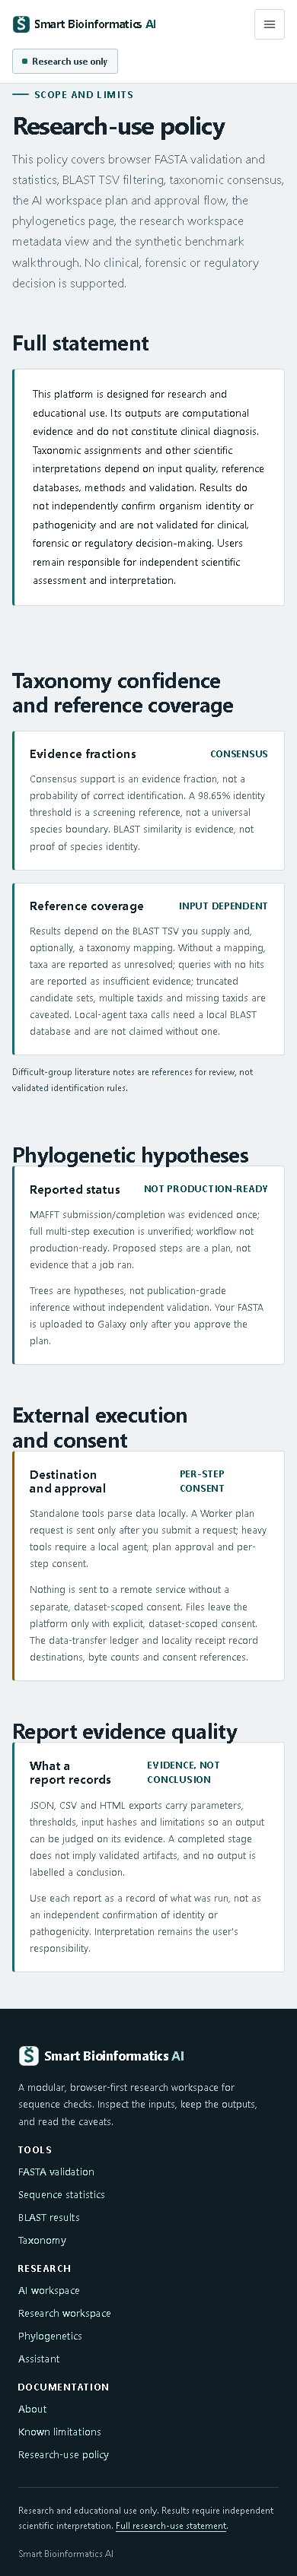 Smart Bioinformatics AI
Research use only
SCOPE AND LIMITS
Research-use policy
This policy covers browser FASTA validation and
statistics, BLAST TSV filtering, taxonomic consensus,
the AI workspace plan and approval flow, the
phylogenetics page, the research workspace
metadata view and the synthetic benchmark
walkthrough. No clinical, forensic or regulatory
decision is supported.
Full statement
This platform is designed for research and
educational use. Its outputs are computational
evidence and do not constitute clinical diagnosis.
Taxonomic assignments and other scientific
interpretations depend on input quality, reference
databases, methods and validation. Results do
not independently confirm organism identity or
pathogenicity and are not validated for clinical,
forensic or regulatory decision-making. Users
remain responsible for independent scientific
assessment and interpretation.
Taxonomy confidence
and reference coverage
Evidence fractions CONSENSUS
Consensus support is an evidence fraction, not a
probability of correct identification. A 98.65% identity
threshold is a screening reference, not a universal
species boundary. BLAST similarity is evidence, not
proof of species identity.
Reference coverage INPUT DEPENDENT
Results depend on the BLAST TSV you supply and,
optionally, a taxonomy mapping. Without a mapping,
taxa are reported as unresolved; queries with no hits
are reported as insufficient evidence; truncated
candidate sets, multiple taxids and missing taxids are
caveated. Local-agent taxa calls need a local BLAST
database and are not claimed without one.
Difficult-group literature notes are references for review, not
validated identification rules.
Phylogenetic hypotheses
Reported status NOT PRODUCTION-READY
MAFFT submission/completion was evidenced once;
full multi-step execution is unverified; workflow not
production-ready. Proposed steps are a plan, not
evidence that a job ran.
Trees are hypotheses, not publication-grade
inference without independent validation. Your FASTA
is uploaded to Galaxy only after you approve the
plan.
External execution
and consent
Destination
and approval
PER-STEP
CONSENT
Standalone tools parse data locally. A Worker plan
request is sent only after you submit a request; heavy
tools require a local agent, plan approval and per-
step consent.
Nothing is sent to a remote service without a
separate, dataset-scoped consent. Files leave the
platform only with explicit, dataset-scoped consent.
The data-transfer ledger and locality receipt record
destinations, byte counts and consent references.
Report evidence quality
What a
report records
EVIDENCE, NOT
CONCLUSION
JSON, CSV and HTML exports carry parameters,
thresholds, input hashes and limitations so an output
can be judged on its evidence. A completed stage
does not imply validated artifacts, and no output is
labelled a conclusion.
Use each report as a record of what was run, not as
an independent confirmation of identity or
pathogenicity. Interpretation remains the user's
responsibility.
Smart Bioinformatics AI
A modular, browser-first research workspace for
sequence checks. Inspect the inputs, keep the outputs,
and read the caveats.
TOOLS
FASTA validation
Sequence statistics
BLAST results
Taxonomy
RESEARCH
AI workspace
Research workspace
Phylogenetics
Assistant
DOCUMENTATION
About
Known limitations
Research-use policy
Research and educational use only. Results require independent
scientific interpretation. Full research-use statement.
Smart Bioinformatics AI